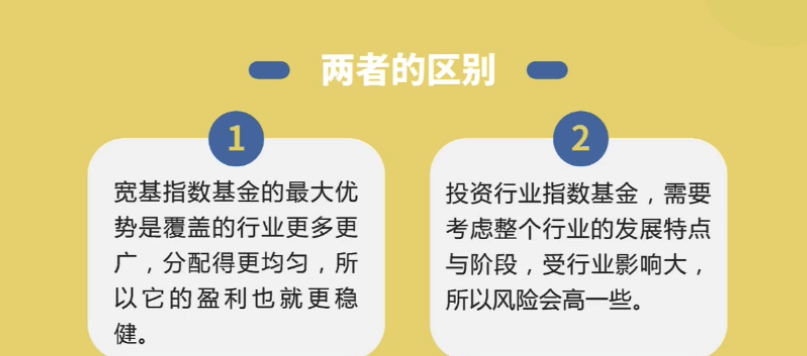 两者的区别
1
宽基指数基金的最大优
势是覆盖的行业更多更
广，分配得更均匀，所
以它的盈利也就更稳
健。
2
投资行业指数基金，需要
考虑整个行业的发展特点
与阶段，受行业影响大，
所以风险会高一些。